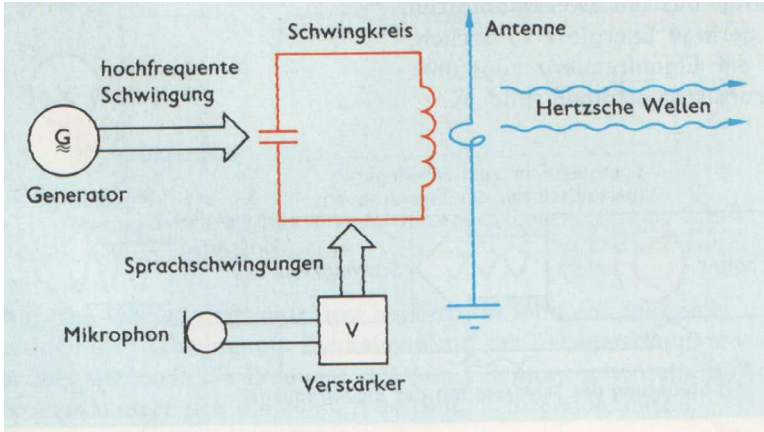 Schwingkreis
Antenne
hochfrequente
Schwingung
G
Hertzsche Wellen
Generator
Sprachschwingungen
Mikrophon
V
Verstärker